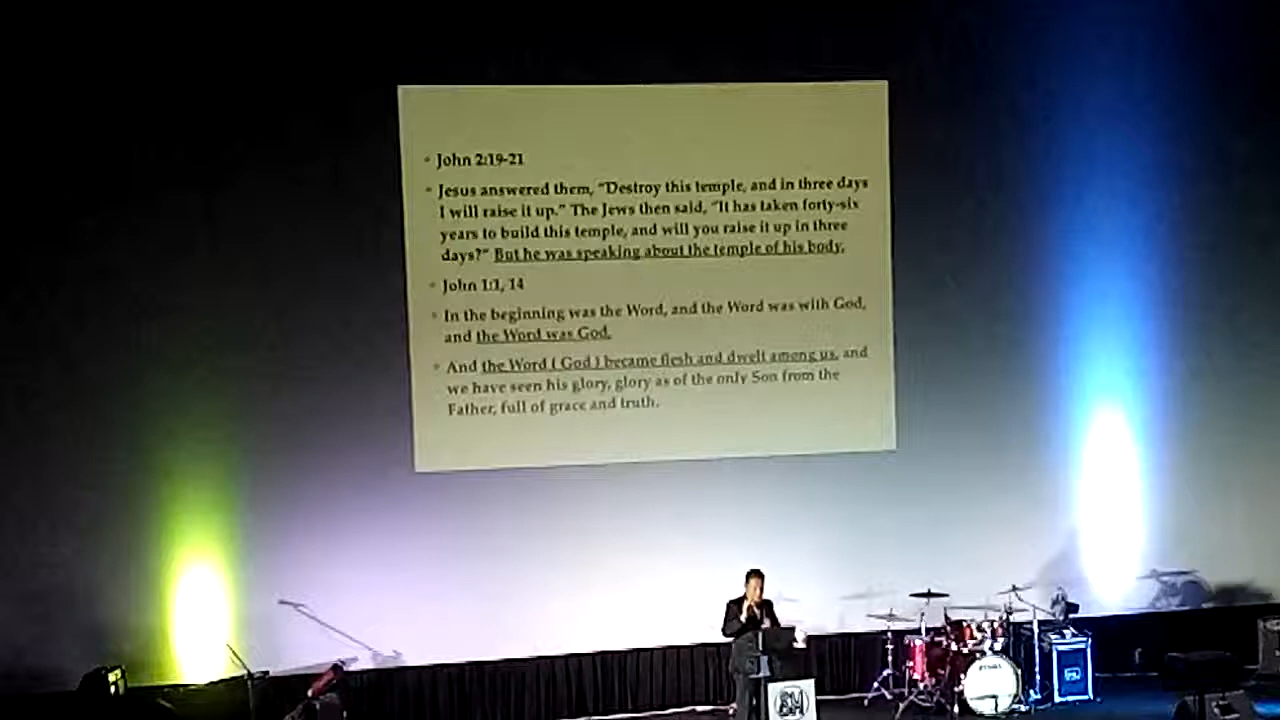 • John 2:19-21
• Jesus answered them, “Destroy this temple, and in three days
I will raise it up.” The Jews then said, “It has taken forty-six
years to build this temple, and will you raise it up in three
days?” But he was speaking about the temple of his body.
• John 1:1, 14
• In the beginning was the Word, and the Word was with God,
and the Word was God.
• And the Word ( God ) became flesh and dwelt among us, and
we have seen his glory, glory as of the only Son from the
Father, full of grace and truth.
SM
TAMA